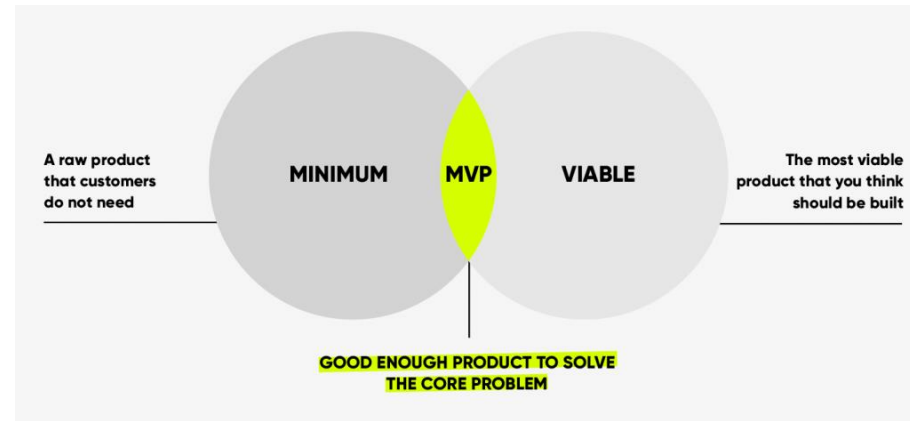 A raw product
that customers
do not need
MINIMUM
MVP
VIABLE
The most viable
product that you think
should be built
GOOD ENOUGH PRODUCT TO SOLVE
THE CORE PROBLEM